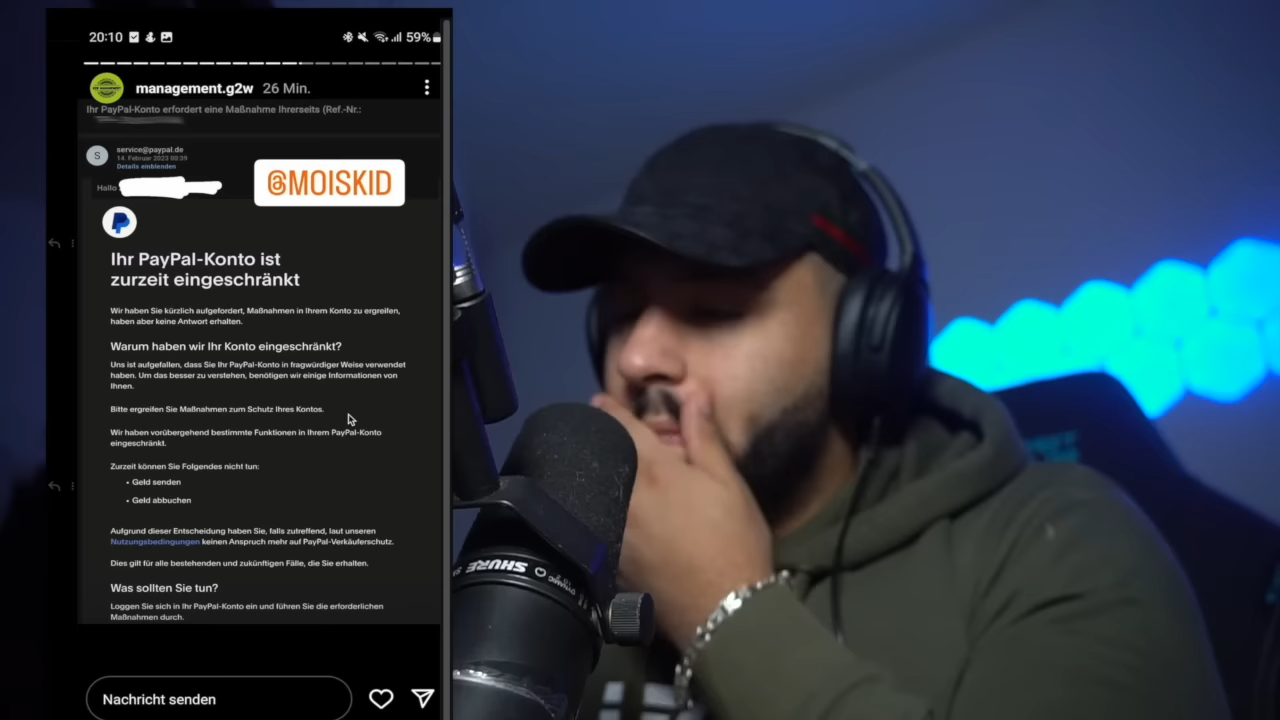 20:10
59%
management.g2w 26 Min.
Ihr PayPal-Konto erfordert eine Maßnahme Ihrerseits (Ref.-Nr.:
S
service@paypal.de
14. Februar 2023 00:39
Details einblenden
@MOISKID
Hallo
Ihr PayPal-Konto ist
zurzeit eingeschränkt
Wir haben Sie kürzlich aufgefordert, Maßnahmen in Ihrem Konto zu ergreifen,
haben aber keine Antwort erhalten.
Warum haben wir Ihr Konto eingeschränkt?
Uns ist aufgefallen, dass Sie Ihr PayPal-Konto in fragwürdiger Weise verwendet
haben. Um das besser zu verstehen, benötigen wir einige Informationen von
Ihnen.
Bitte ergreifen Sie Maßnahmen zum Schutz Ihres Kontos.
Wir haben vorübergehend bestimmte Funktionen in Ihrem PayPal-Konto
eingeschränkt.
Zurzeit können Sie Folgendes nicht tun:
• Geld senden
• Geld abbuchen
Aufgrund dieser Entscheidung haben Sie, falls zutreffend, laut unseren
Nutzungsbedingungen keinen Anspruch mehr auf PayPal-Verkäuferschutz.
Dies gilt für alle bestehenden und zukünftigen Fälle, die Sie erhalten.
Was sollten Sie tun?
Loggen Sie sich in Ihr PayPal-Konto ein und führen Sie die erforderlichen
Maßnahmen durch.
Nachricht senden
SHURE